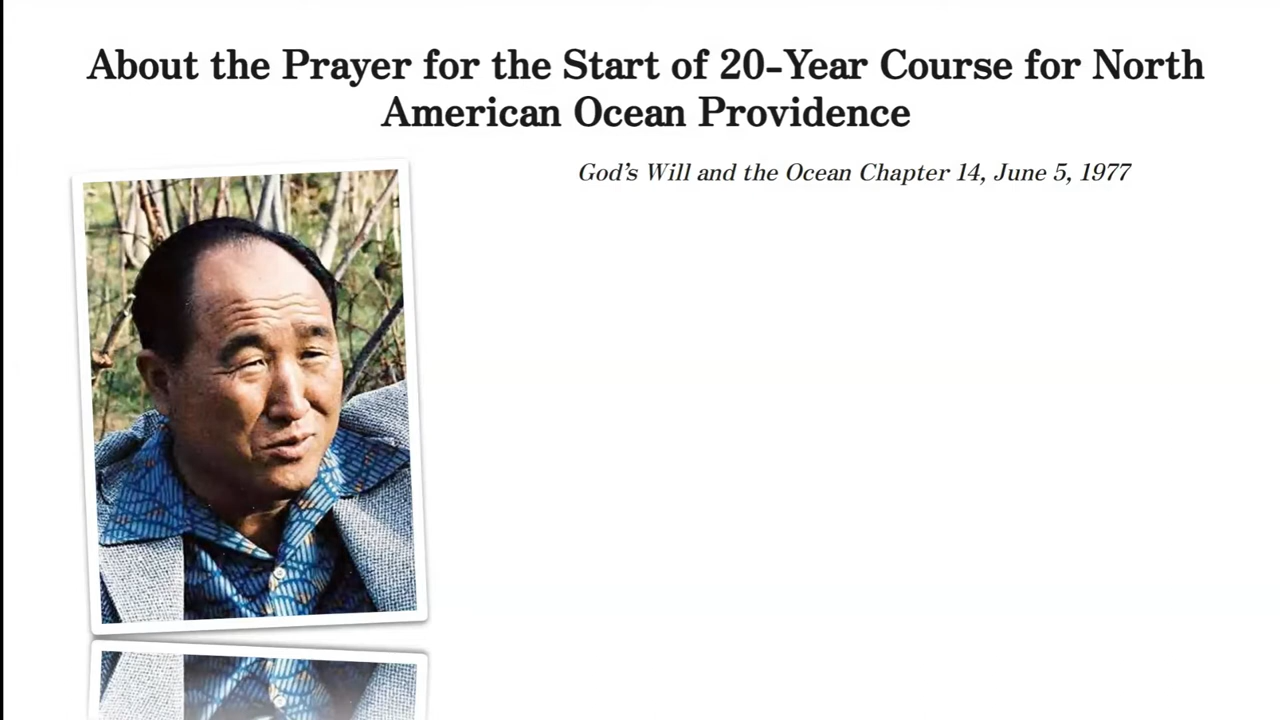 About the Prayer for the Start of 20-Year Course for North
American Ocean Providence
God's Will and the Ocean Chapter 14, June 5, 1977